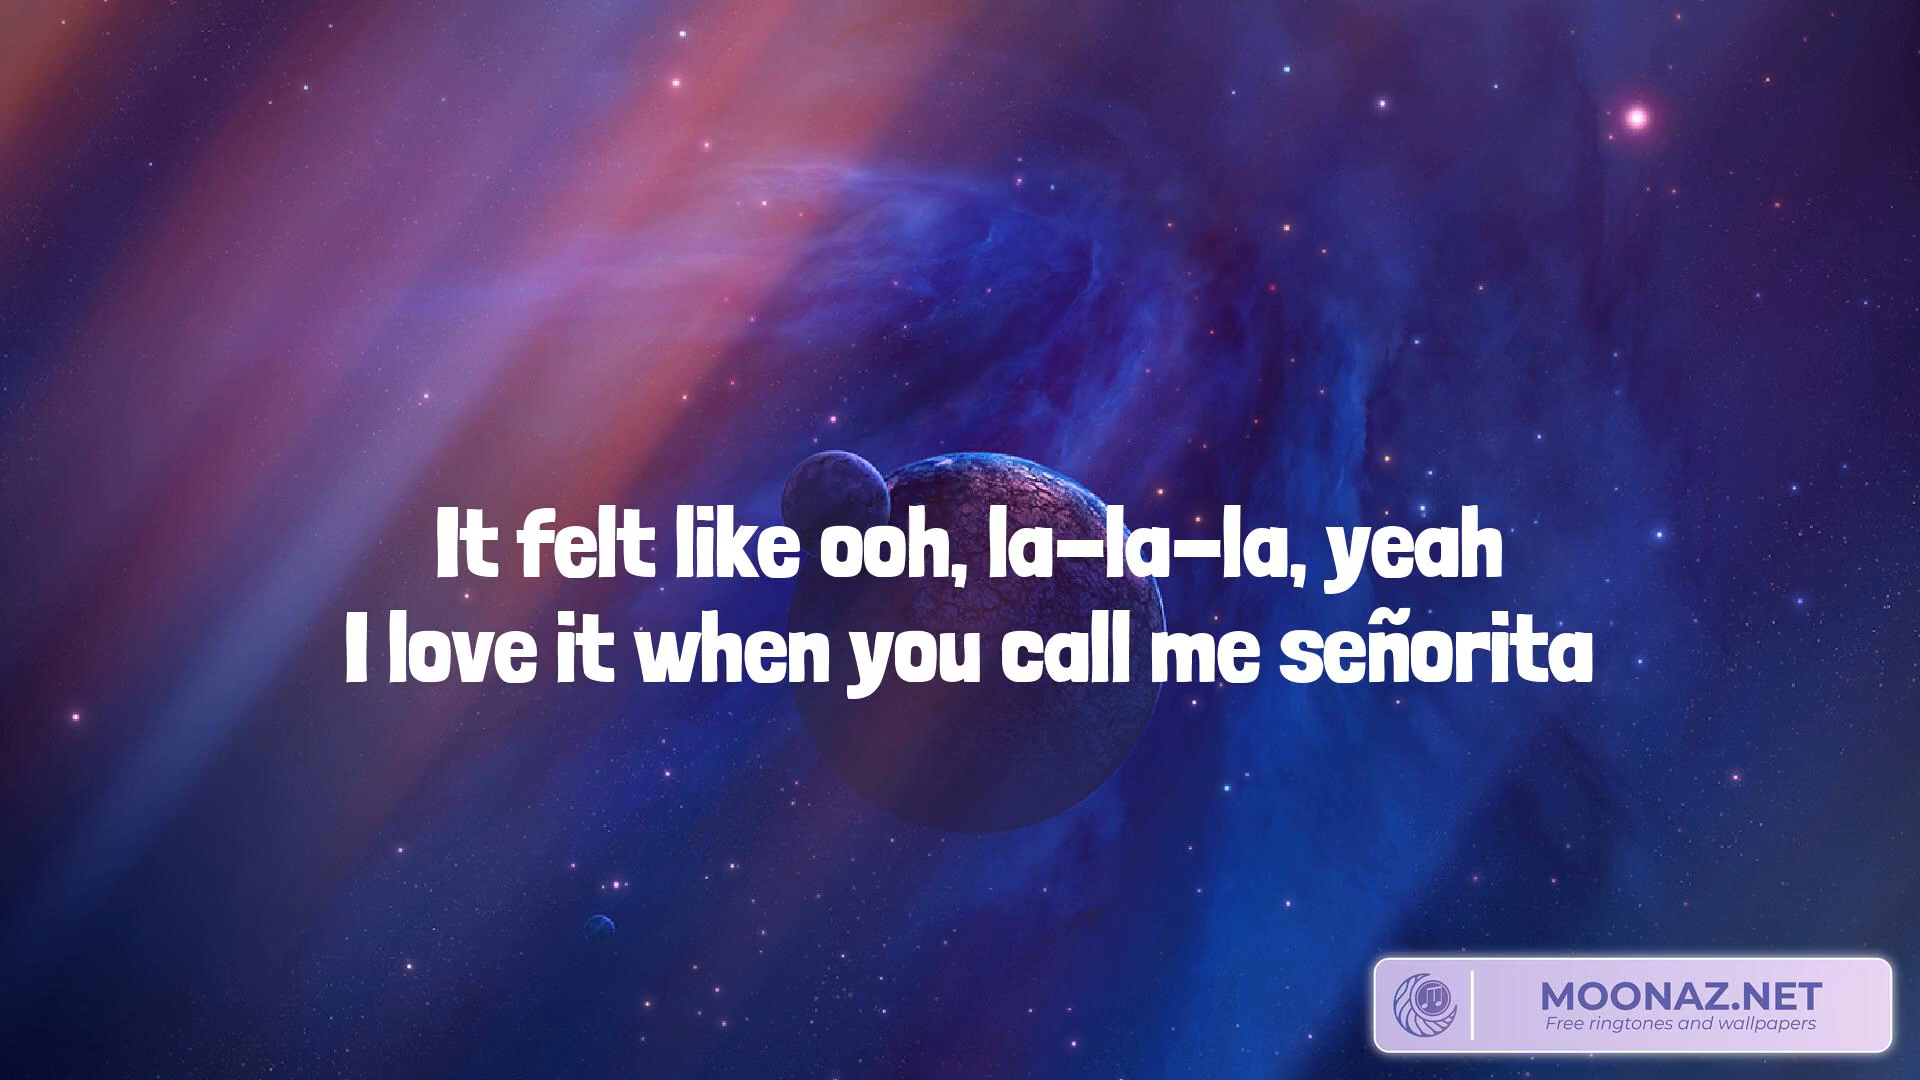 It felt like ooh, la-la-la, yeah
I love it when you call me señorita
MOONAZ.NET
Free ringtones and wallpapers